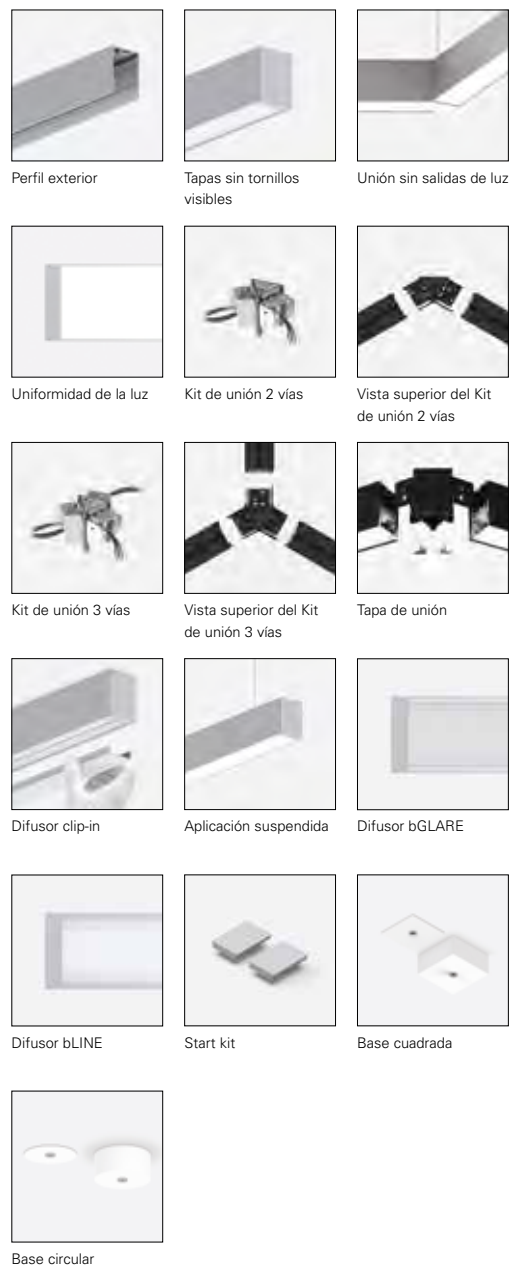 Perfil exterior
Tapas sin tornillos
visibles
Unión sin salidas de luz
Uniformidad de la luz
Kit de unión 2 vías
Vista superior del Kit
de unión 2 vías
Kit de unión 3 vías
Vista superior del Kit
de unión 3 vías
Tapa de unión
Difusor clip-in
Aplicación suspendida
Difusor bGLARE
Difusor bLINE
Start kit
Base cuadrada
Base circular